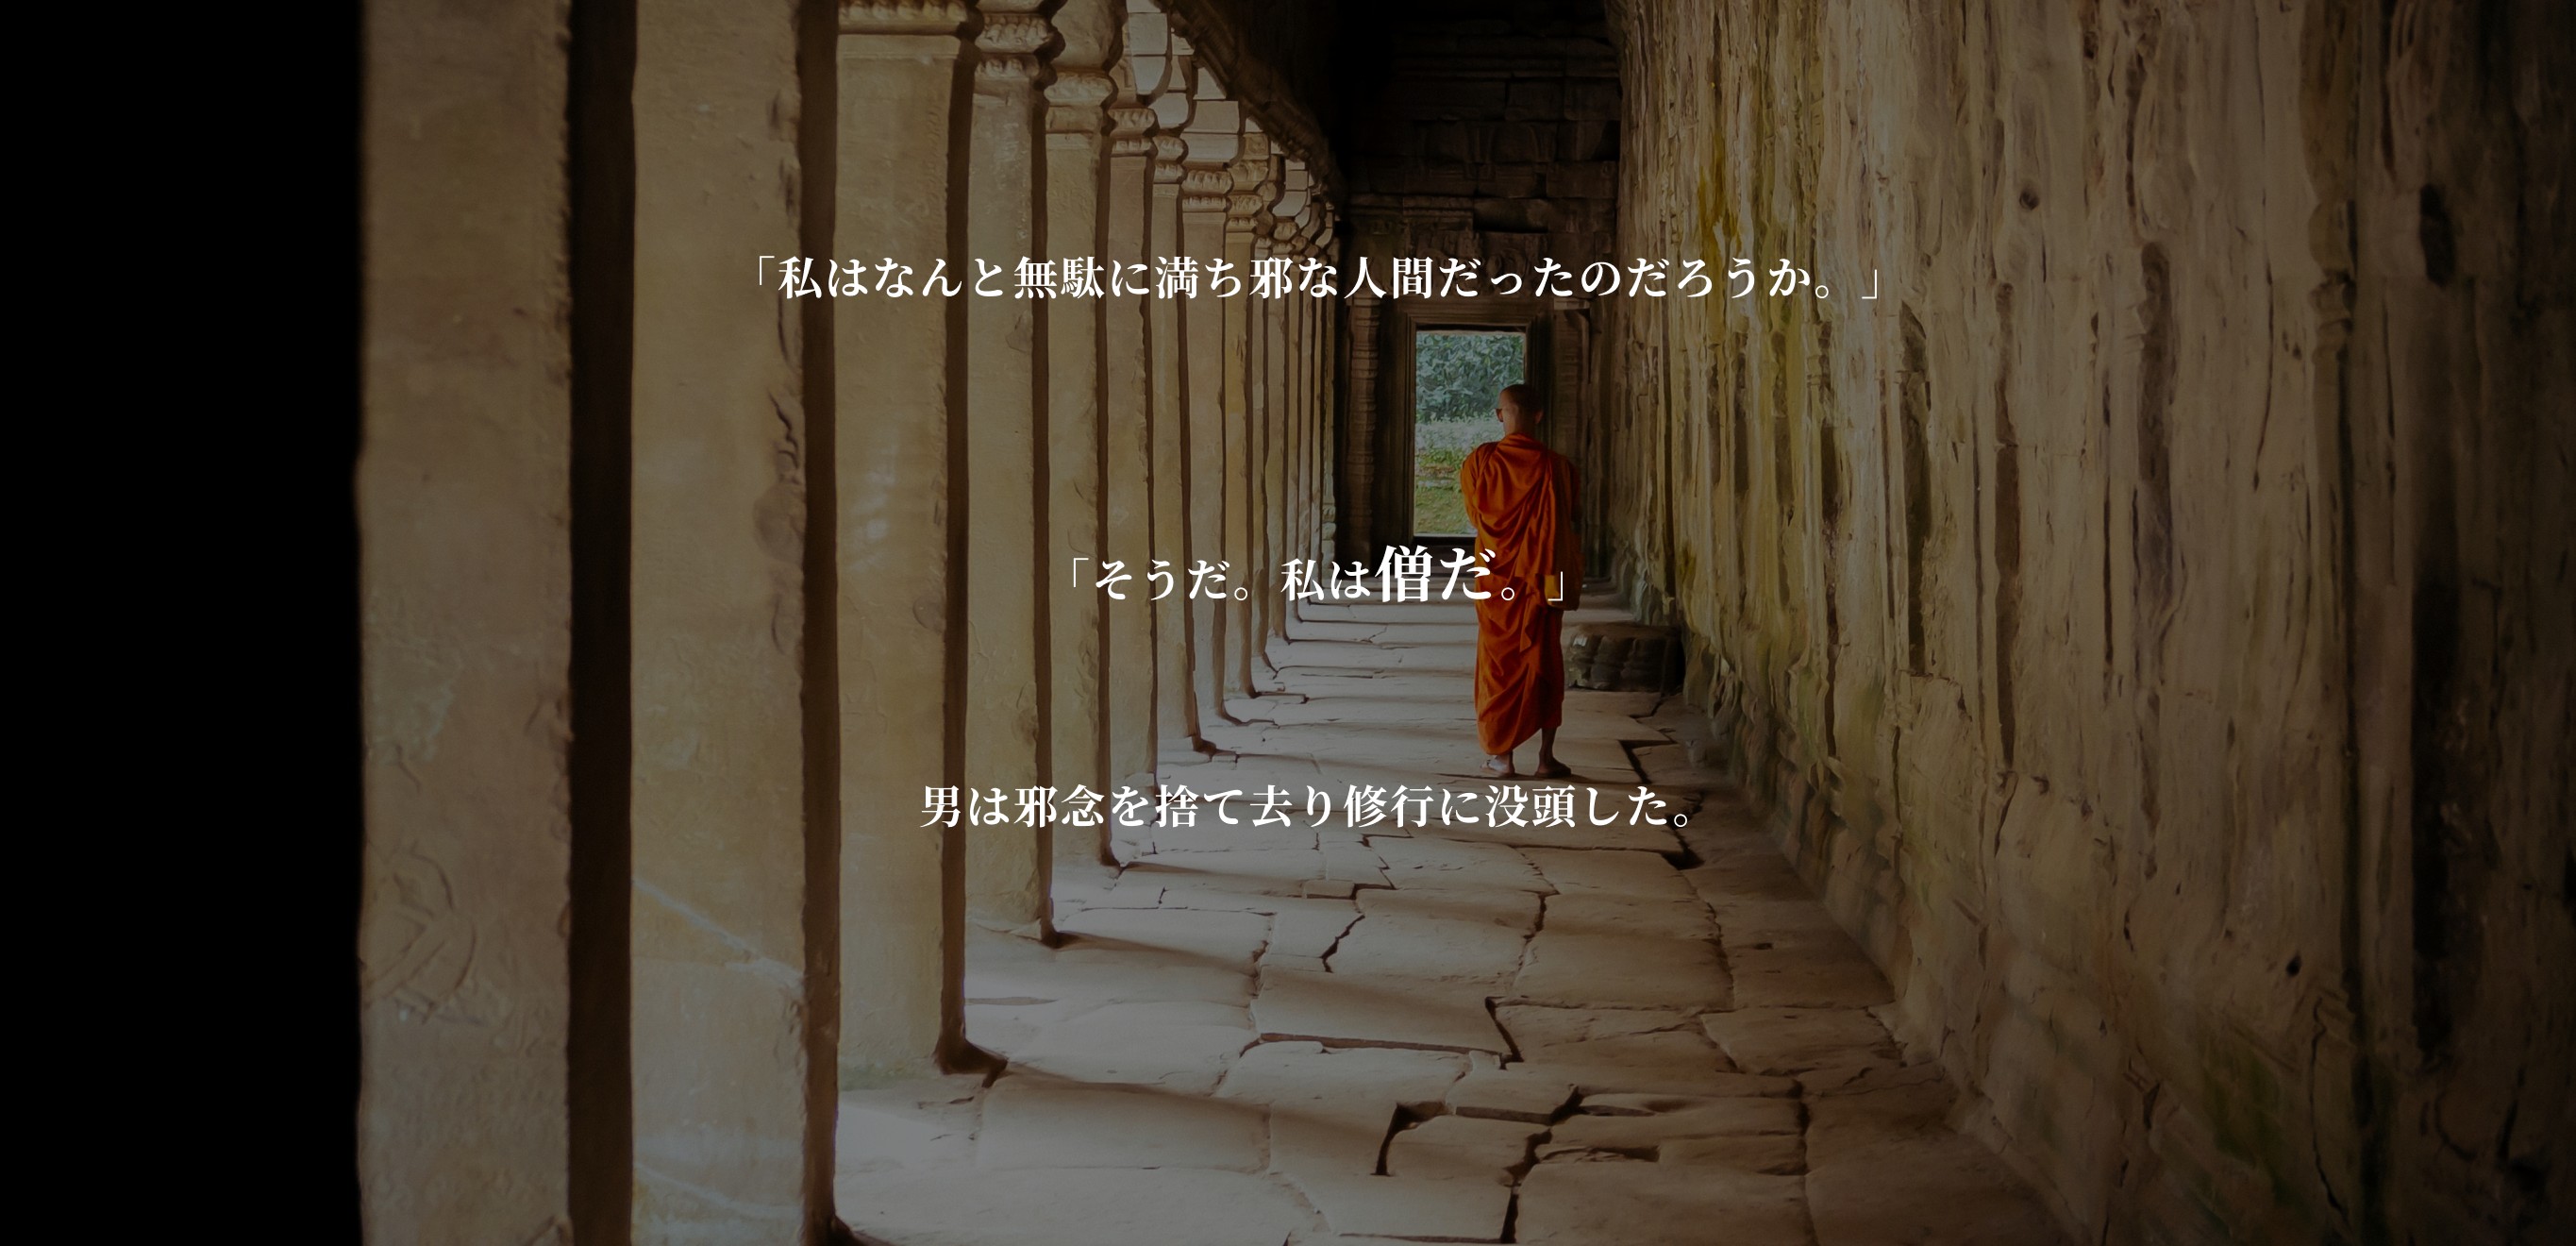 「私はなんと無駄に満ち邪な人間だったのだろうか。」
「そうだ。私は僧だ。」
男は邪念を捨て去り修行に没頭した。